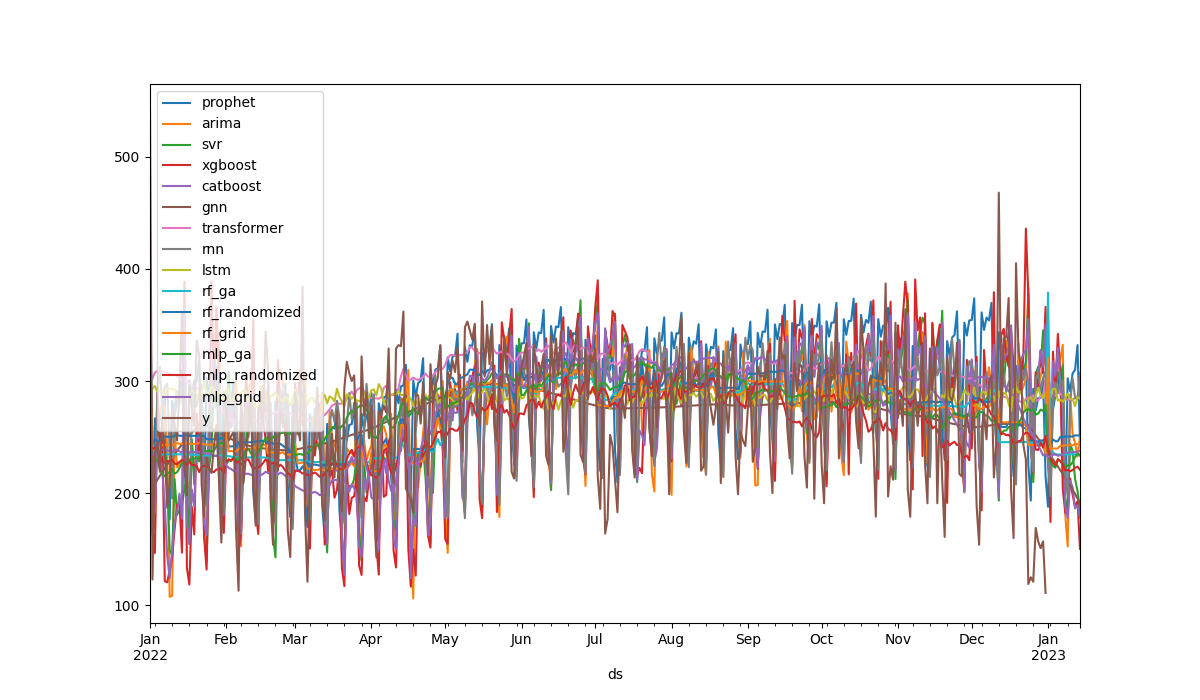 500
400
300
200
100
prophet
arima
svr
xgboost
catboost
gnn
transformer
rnn
lstm
rf_ga
rf_randomized
rf_grid
mlp_ga
mlp_randomized
mlp_grid
y
Jan Feb Mar Apr May Jun Jul Aug Sep Oct Nov Dec Jan
2022 2023
ds